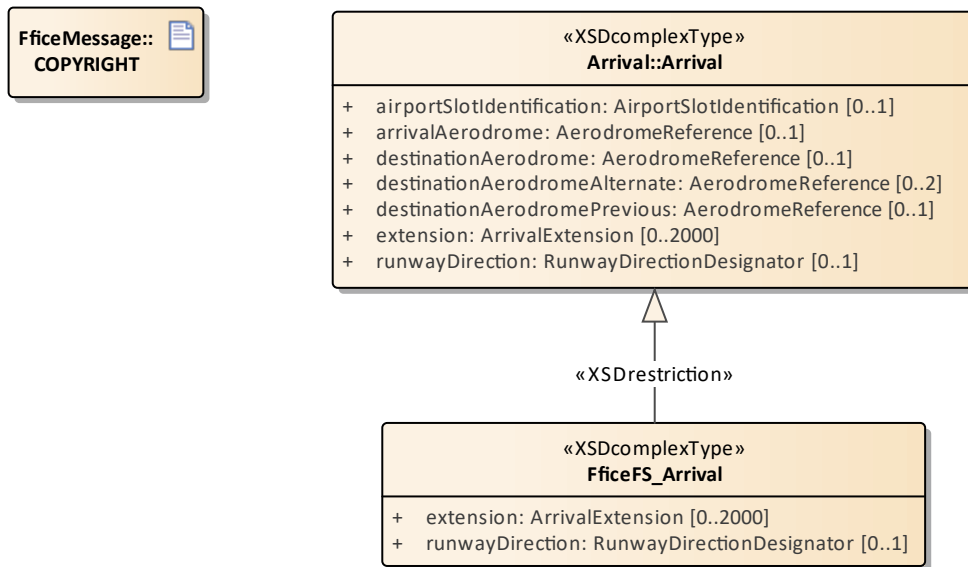 FficeMessage::
COPYRIGHT
«XSDcomplexType»
Arrival::Arrival
+ airportSlotIdentification: AirportSlotIdentification [0..1]
+ arrivalAerodrome: AerodromeReference [0..1]
+ destinationAerodrome: AerodromeReference [0..1]
+ destinationAerodromeAlternate: AerodromeReference [0..2]
+ destinationAerodromePrevious: AerodromeReference [0..1]
+ extension: ArrivalExtension [0..2000]
+ runwayDirection: RunwayDirectionDesignator [0..1]
«XSDrestriction»
«XSDcomplexType»
FficeFS_Arrival
+ extension: ArrivalExtension [0..2000]
+ runwayDirection: RunwayDirectionDesignator [0..1]